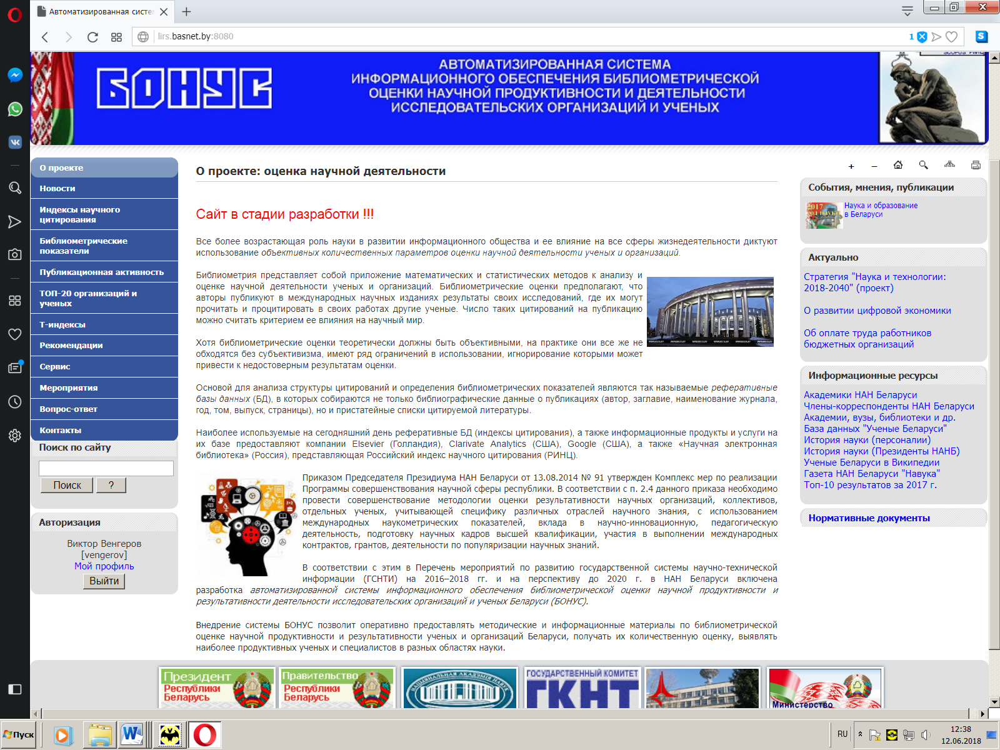 Автоматизированная систе
lirs.basnet.by:8080
1
БОНУС
АВТОМАТИЗИРОВАННАЯ СИСТЕМА
ИНФОРМАЦИОННОГО ОБЕСПЕЧЕНИЯ БИБЛИОМЕТРИЧЕСКОЙ
ОЦЕНКИ НАУЧНОЙ ПРОДУКТИВНОСТИ И ДЕЯТЕЛЬНОСТИ
ИССЛЕДОВАТЕЛЬСКИХ ОРГАНИЗАЦИЙ И УЧЕНЫХ
О проекте
Новости
Индексы научного
цитирования
Библиометрические
показатели
Публикационная активность
ТОП-20 организаций и
ученых
Т-индексы
Рекомендации
Сервис
Мероприятия
Вопрос-ответ
Контакты
Поиск по сайту
Поиск ?
Авторизация
Виктор Венгеров
[vengerov]
Мой профиль
Выйти
О проекте: оценка научной деятельности
Сайт в стадии разработки !!!
Все более возрастающая роль науки в развитии информационного общества и ее влияние на все сферы жизнедеятельности диктуют
использование объективных количественных параметров оценки научной деятельности ученых и организаций.
Библиометрия представляет собой приложение математических и статистических методов к анализу и
оценке научной деятельности ученых и организаций. Библиометрические оценки предполагают, что
авторы публикуют в международных научных изданиях результаты своих исследований, где их могут
прочитать и процитировать в своих работах другие ученые. Число таких цитирований на публикацию
можно считать критерием ее влияния на научный мир.
Хотя библиометрические оценки теоретически должны быть объективными, на практике они все же не
обходятся без субъективизма, имеют ряд ограничений в использовании, игнорирование которыми может
привести к недостоверным результатам оценки.
Основой для анализа структуры цитирований и определения библиометрических показателей являются так называемые реферативные
базы данных (БД), в которых собираются не только библиографические данные о публикациях (автор, заглавие, наименование журнала,
год, том, выпуск, страницы), но и пристатейные списки цитируемой литературы.
Наиболее используемые на сегодняшний день реферативные БД (индексы цитирования), а также информационные продукты и услуги на
их базе предоставляют компании Elsevier (Голландия), Clarivate Analytics (США), Google (США), а также «Научная электронная
библиотека» (Россия), представляющая Российский индекс научного цитирования (РИНЦ).
Приказом Председателя Президиума НАН Беларуси от 13.08.2014 № 91 утвержден Комплекс мер по реализации
Программы совершенствования научной сферы республики. В соответствии с п. 2.4 данного приказа необходимо
провести совершенствование методологии оценки результативности научных организаций, коллективов,
отдельных ученых, учитывающей специфику различных отраслей научного знания, с использованием
международных наукометрических показателей, вклада в научно-инновационную, педагогическую
деятельность, подготовку научных кадров высшей квалификации, участия в выполнении международных
контрактов, грантов, деятельности по популяризации научных знаний.
В соответствии с этим в Перечень мероприятий по развитию государственной системы научно-технической
информации (ГСНТИ) на 2016–2018 гг. и на перспективу до 2020 г. в НАН Беларуси включена
разработка автоматизированной системы информационного обеспечения библиометрической оценки научной продуктивности и
результативности деятельности исследовательских организаций и ученых Беларуси (БОНУС).
Внедрение системы БОНУС позволит оперативно предоставлять методические и информационные материалы по библиометрической
оценке научной продуктивности и результативности ученых и организаций Беларуси, получать их количественную оценку, выявлять
наиболее продуктивных ученых и специалистов в разных областях науки.
События, мнения, публикации
2017
Наука и образование
в Беларуси
Актуально
Стратегия "Наука и технологии:
2018-2040" (проект)
О развитии цифровой экономики
Об оплате труда работников
бюджетных организаций
Информационные ресурсы
Академики НАН Беларуси
Члены-корреспонденты НАН Беларуси
Академии, вузы, библиотеки и др.
База данных "Ученые Беларуси"
История науки (персоналии)
История науки (Президенты НАНБ)
Ученые Беларуси в Википедии
Газета НАН Беларуси "Навука"
Топ-10 результатов за 2017 г.
Нормативные документы
Президент
Республики
Беларусь
Правительство
Республики
Беларусь
НАЦЫЯНАЛЬНАЯ АКАДЭМІЯ НАВУК
ГОСУДАРСТВЕННЫЙ КОМИТЕТ
ГКНТ
Министерство
Пуск
RU
12:38
12.06.2018